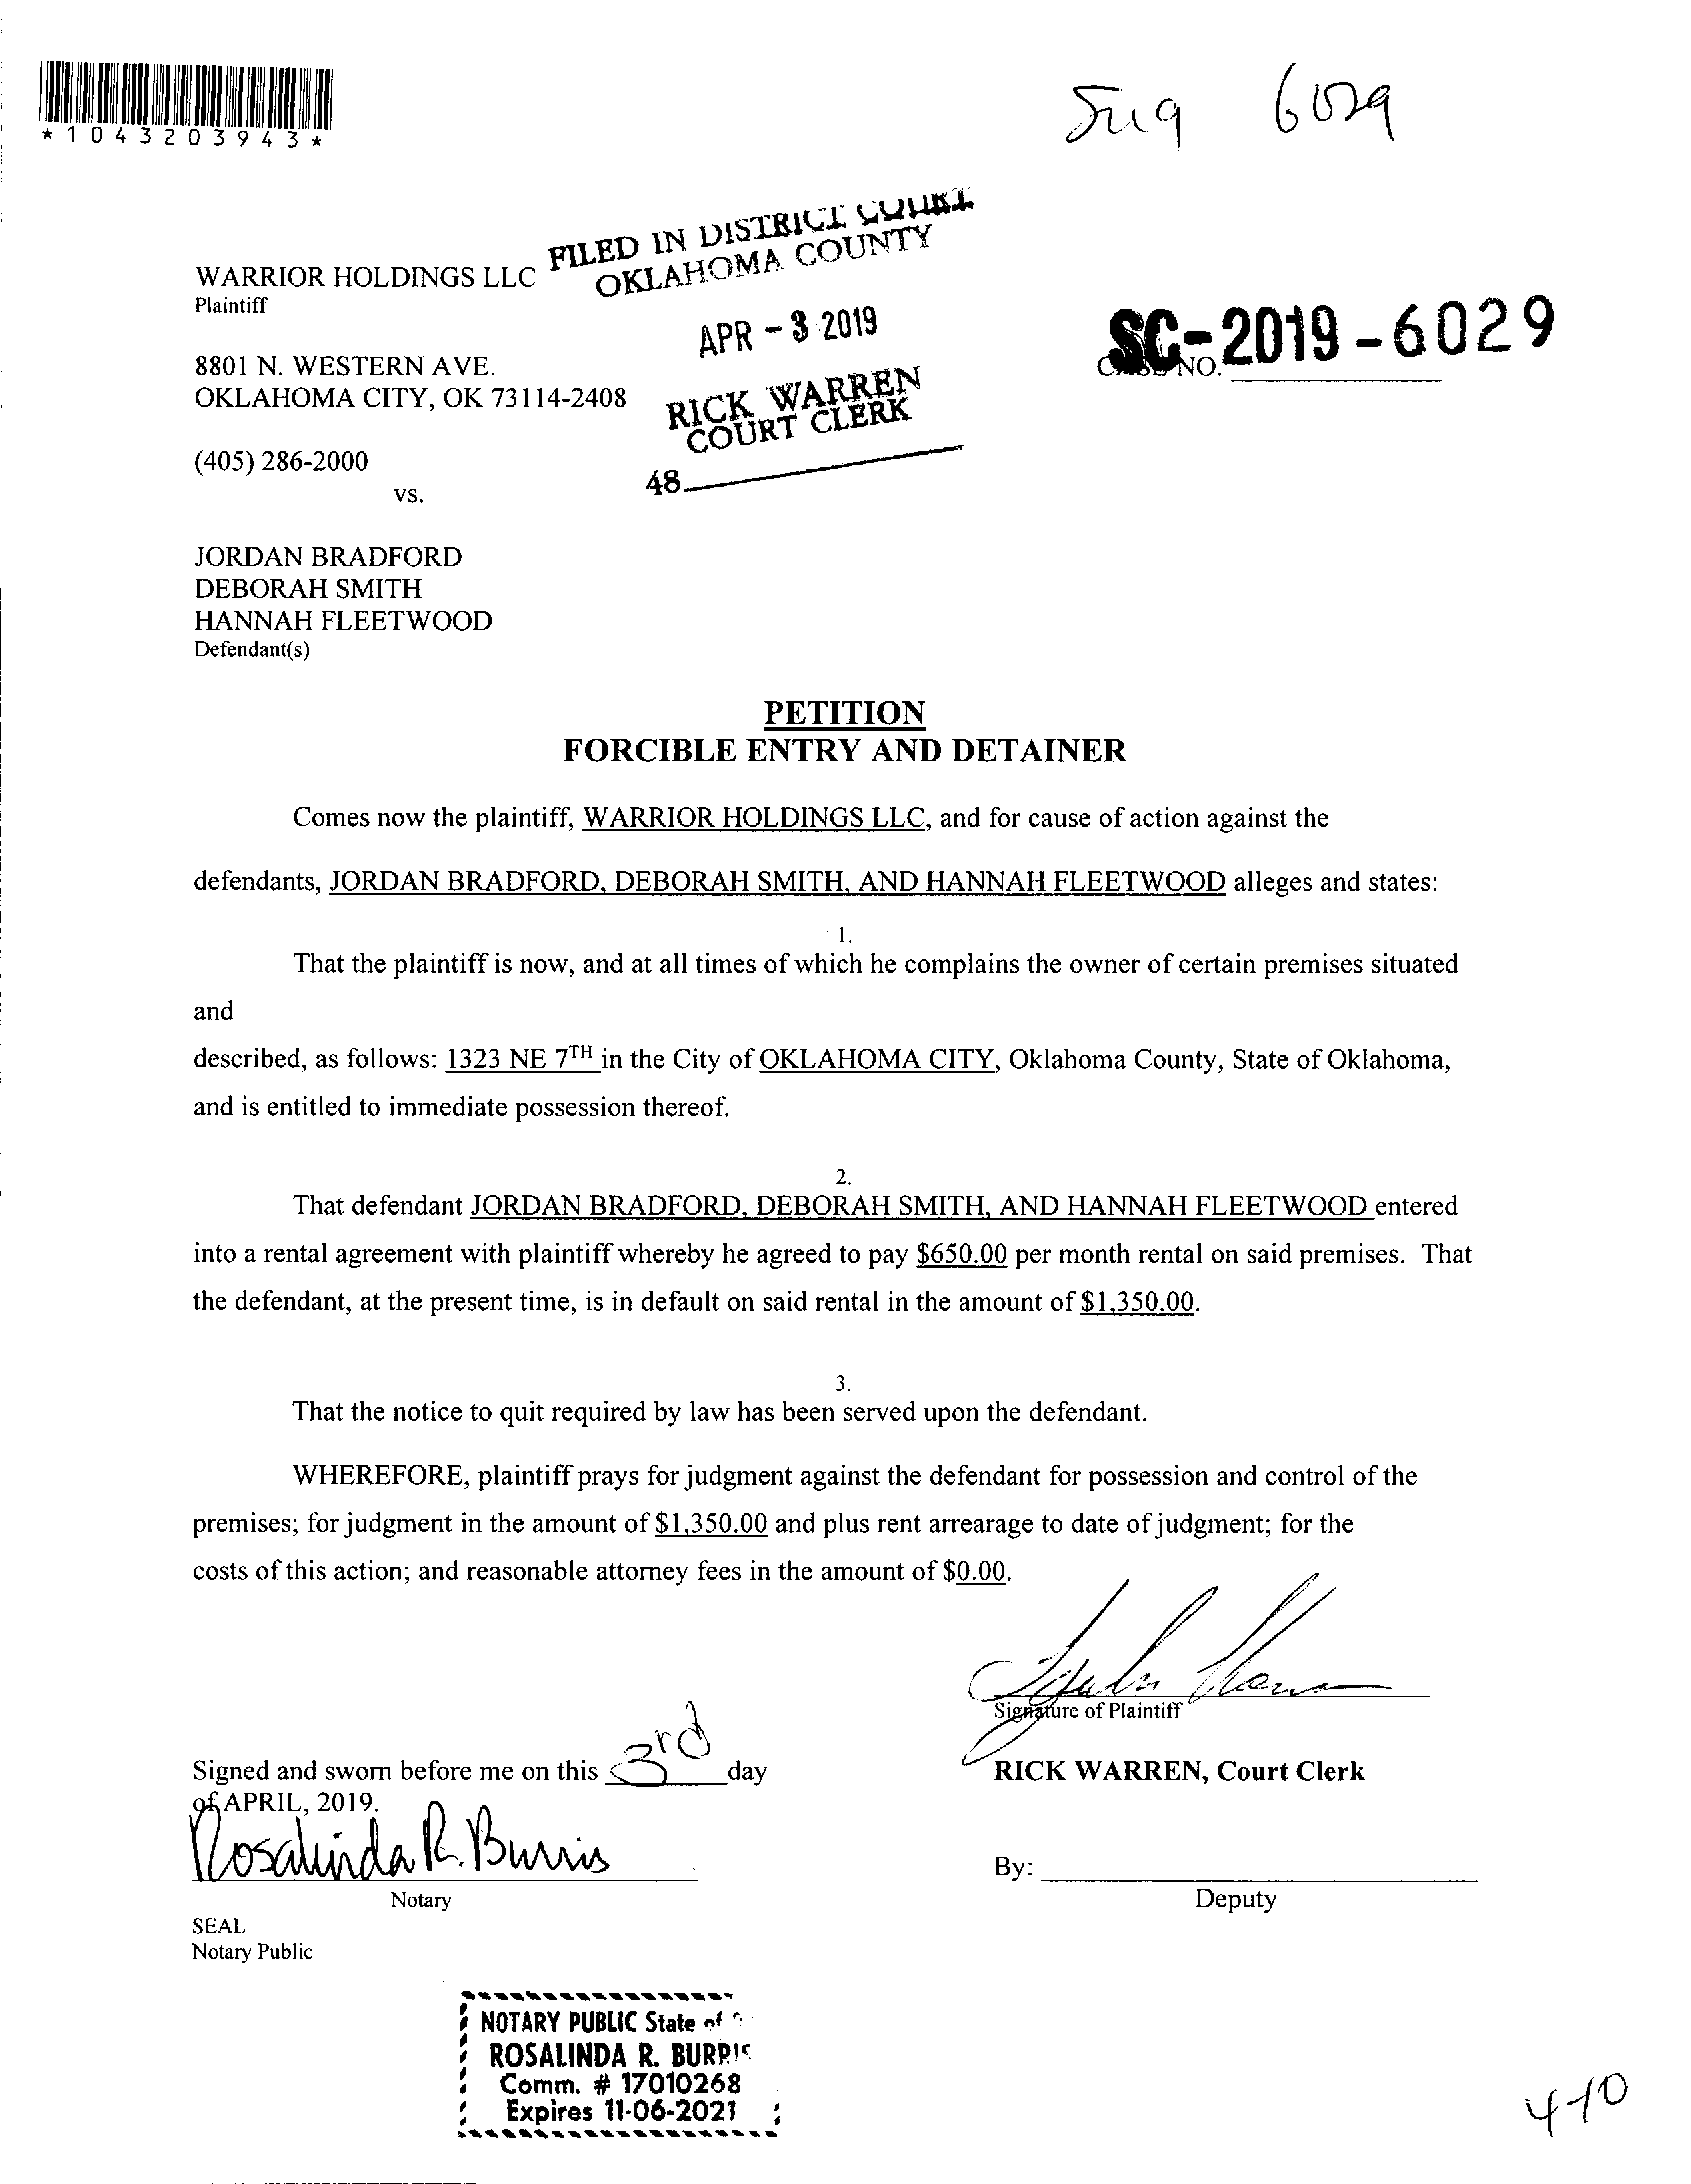 *1043203943*
6029
FILED IN DISTRICT COURT
OKLAHOMA COUNTY
WARRIOR HOLDINGS LLC
Plaintiff
APR - 3 2019
SC-2019-6029
CASE NO.
8801 N. WESTERN AVE.
OKLAHOMA CITY, OK 73114-2408
RICK WARREN
COURT CLERK
(405) 286-2000
48
vs.
JORDAN BRADFORD
DEBORAH SMITH
HANNAH FLEETWOOD
Defendant(s)
PETITION
FORCIBLE ENTRY AND DETAINER
Comes now the plaintiff, WARRIOR HOLDINGS LLC, and for cause of action against the
defendants, JORDAN BRADFORD, DEBORAH SMITH, AND HANNAH FLEETWOOD alleges and states:
1.
That the plaintiff is now, and at all times of which he complains the owner of certain premises situated
and
described, as follows: 1323 NE 7TH in the City of OKLAHOMA CITY, Oklahoma County, State of Oklahoma,
and is entitled to immediate possession thereof.
2.
That defendant JORDAN BRADFORD, DEBORAH SMITH, AND HANNAH FLEETWOOD entered
into a rental agreement with plaintiff whereby he agreed to pay $650.00 per month rental on said premises. That
the defendant, at the present time, is in default on said rental in the amount of $1,350.00.
3.
That the notice to quit required by law has been served upon the defendant.
WHEREFORE, plaintiff prays for judgment against the defendant for possession and control of the
premises; for judgment in the amount of $1,350.00 and plus rent arrearage to date of judgment; for the
costs of this action; and reasonable attorney fees in the amount of $0.00.
Signature of Plaintiff
Signed and sworn before me on this 3rd day
RICK WARREN, Court Clerk
of APRIL, 2019.
Rosalinda R. Burris
By:
Notary
Deputy
SEAL
Notary Public
NOTARY PUBLIC State of
ROSALINDA R. BURRIS
Comm. # 17010268
Expires 11-06-2021
4-10